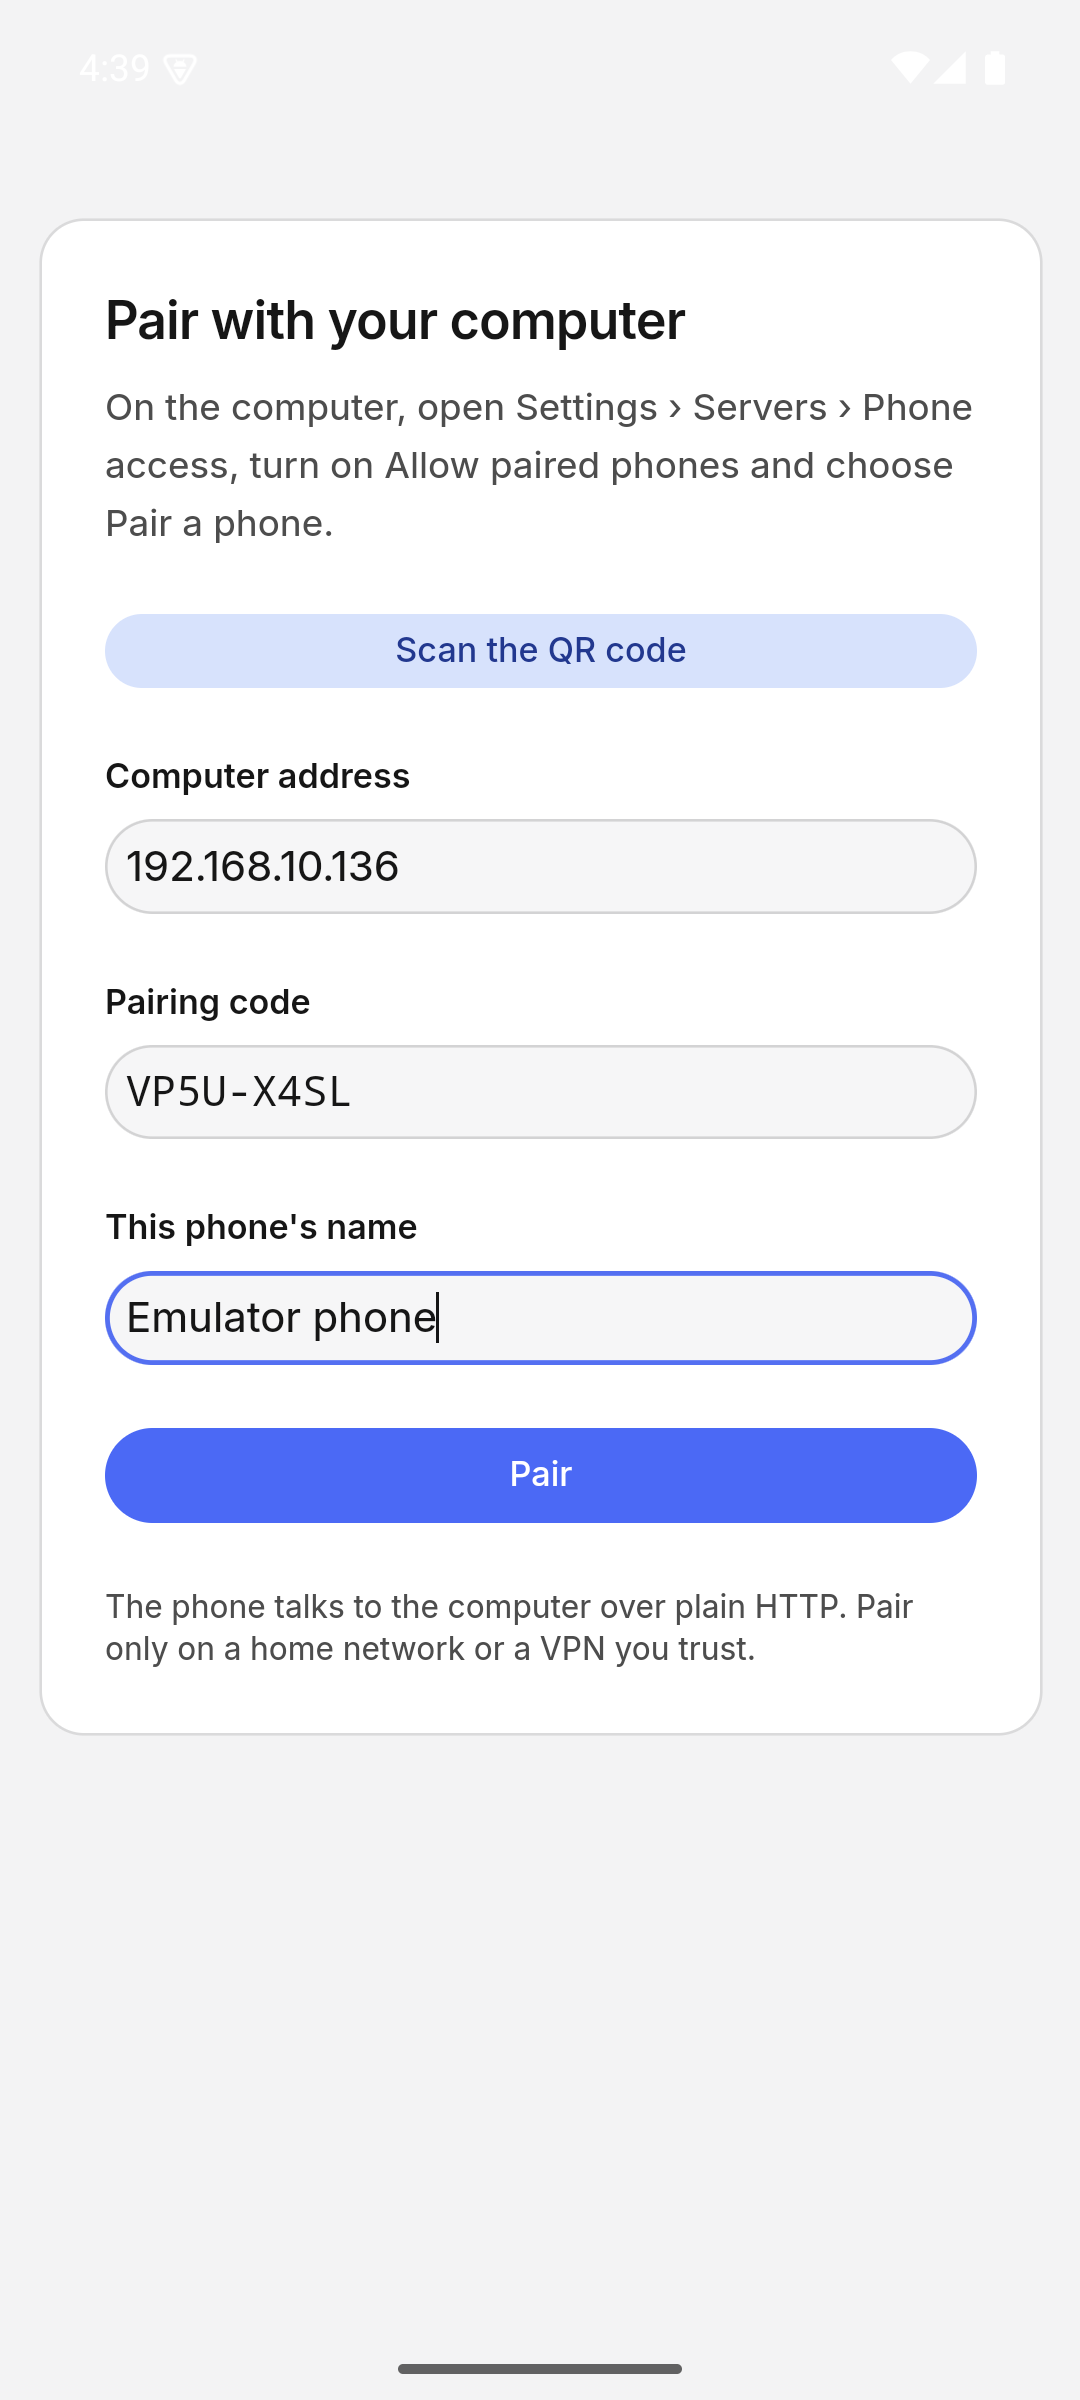 4:39
Pair with your computer
On the computer, open Settings › Servers › Phone
access, turn on Allow paired phones and choose
Pair a phone.
Scan the QR code
Computer address
192.168.10.136
Pairing code
VP5U-X4SL
This phone's name
Emulator phone
Pair
The phone talks to the computer over plain HTTP. Pair
only on a home network or a VPN you trust.